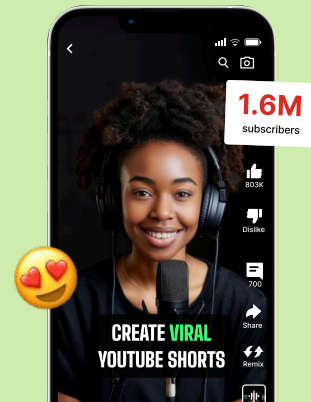 1.6M
subscribers
803K
Dislike
700
Share
Remix
CREATE VIRAL
YOUTUBE SHORTS